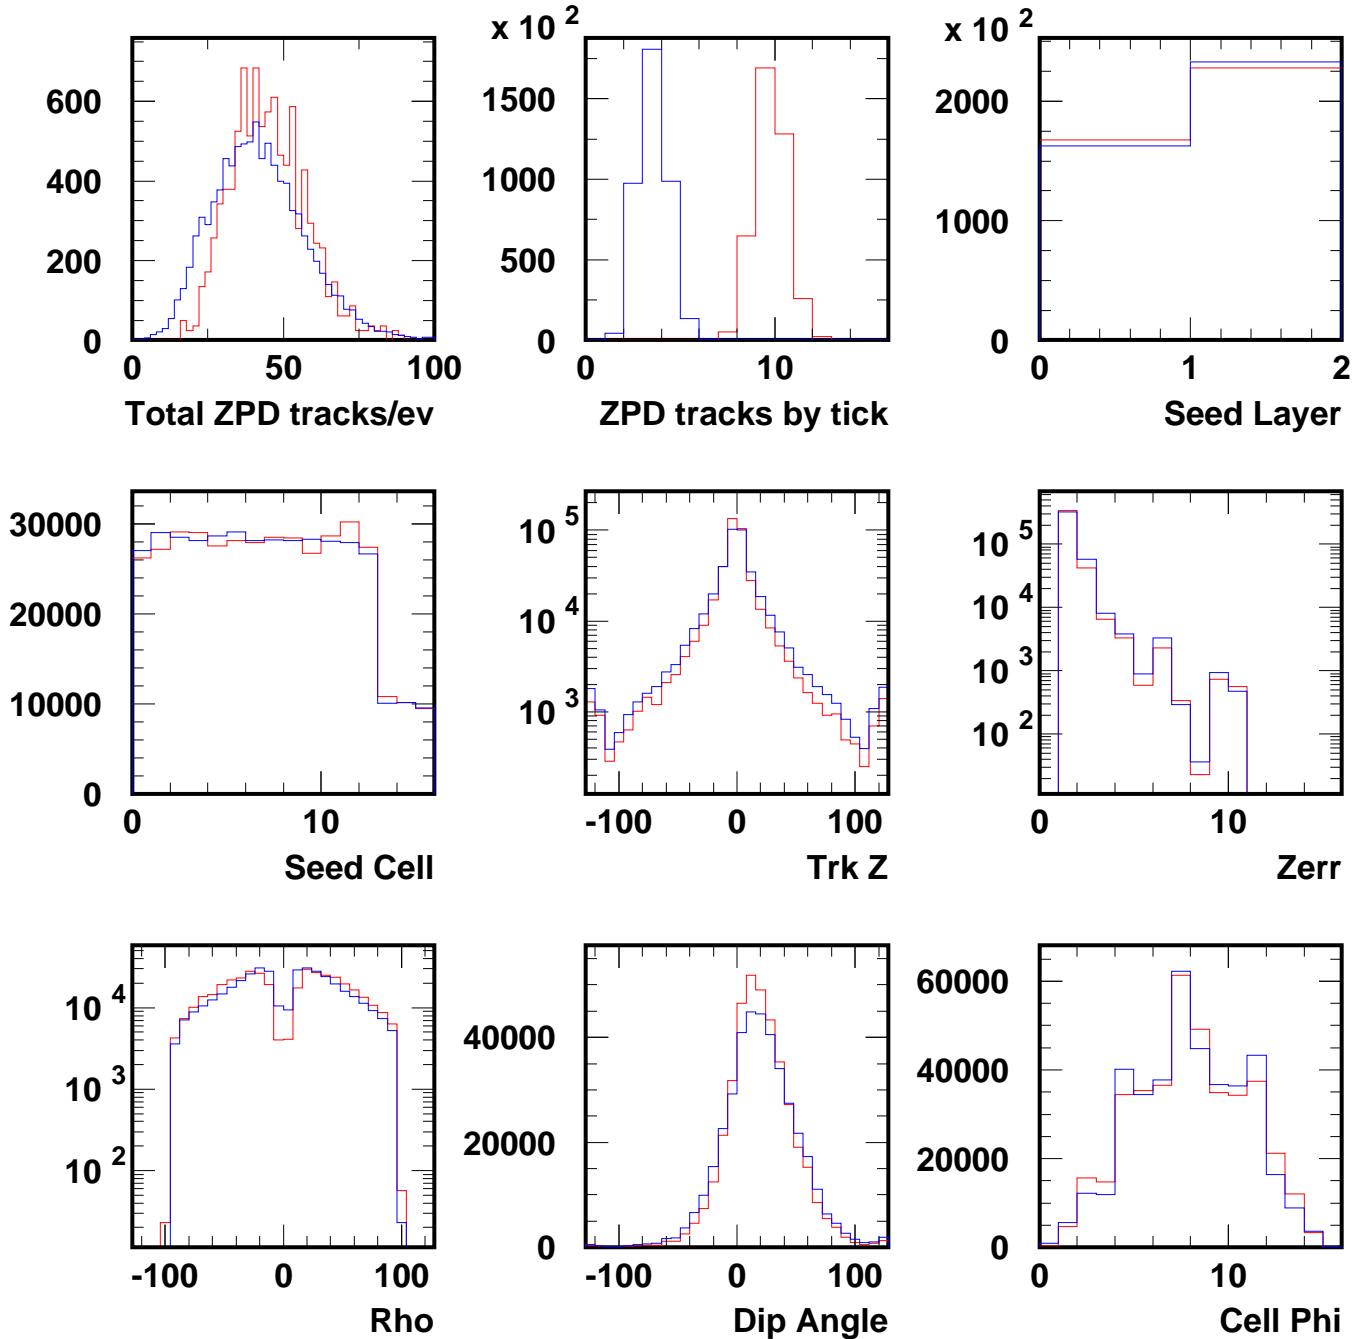 x 10 2
x 10 2
600
400
200
0
0 50 100
Total ZPD tracks/ev
1500
1000
500
0
0 10
ZPD tracks by tick
2000
1000
0
0 1 2
Seed Layer
30000
20000
10000
0
0 10
Seed Cell
10 5
10 4
10 3
-100 0 100
Trk Z
10 5
10 4
10 3
10 2
0 10
Zerr
10 4
10 3
10 2
-100 0 100
Rho
40000
20000
0
-100 0 100
Dip Angle
60000
40000
20000
0
0 10
Cell Phi